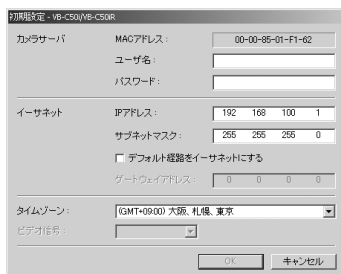 初期設定 - VB-C50i/VB-C50iR
カメラサーバ MACアドレス： 00-00-85-01-F1-62
ユーザ名：
パスワード：
イーサネット IPアドレス： 192 168 100 1
サブネットマスク： 255 255 255 0
デフォルト経路をイーサネットにする
ゲートウェイアドレス： 0 0 0 0
タイムゾーン： (GMT+09:00) 大阪、札幌、東京
ビデオ信号：
OK キャンセル